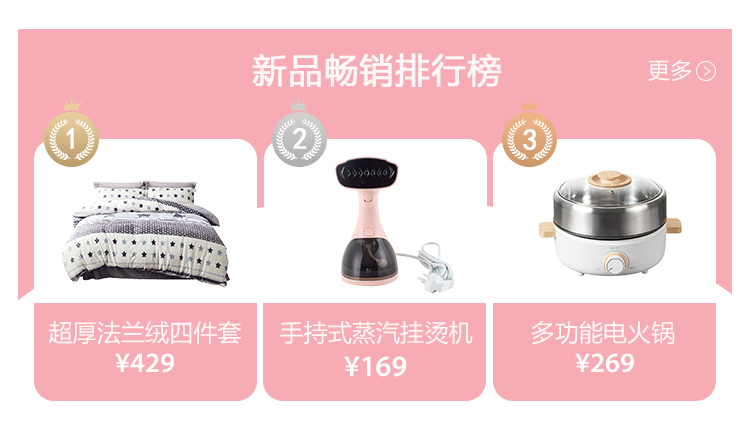 新品畅销排行榜
更多
1
2
3
超厚法兰绒四件套
¥429
手持式蒸汽挂烫机
¥169
多功能电火锅
¥269